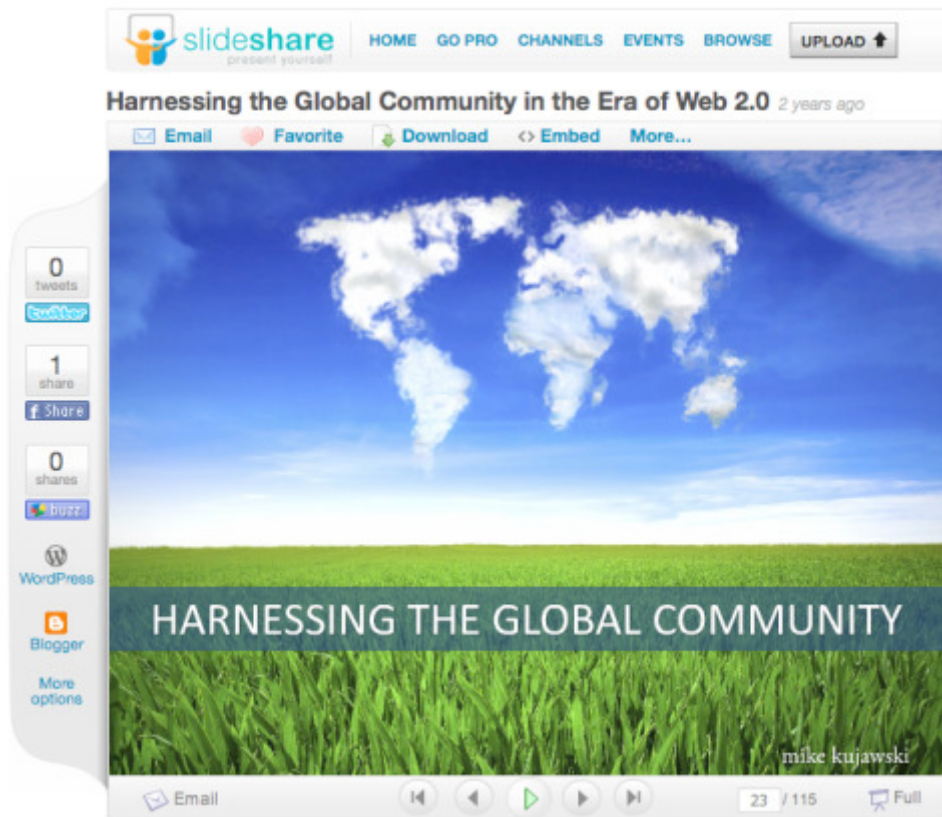 slideshare
present yourself
HOME GO PRO CHANNELS EVENTS BROWSE UPLOAD
Harnessing the Global Community in the Era of Web 2.0 2 years ago
Email Favorite Download Embed More...
0
tweets
twitter
1
share
f Share
0
shares
buzz
WordPress
Blogger
More
options
HARNESSING THE GLOBAL COMMUNITY
mike kujawski
Email 23 / 115 Full